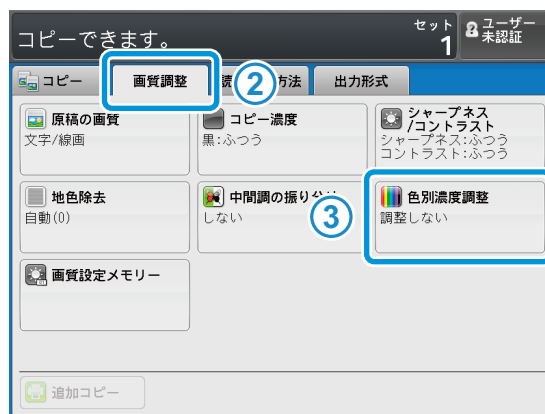 コピーできます。
セット
1
ユーザー
未認証
コピー
画質調整
②
方法
出力形式
原稿の画質
文字/線画
コピー濃度
黒:ふつう
シャープネス
/コントラスト
シャープネス:ふつう
コントラスト:ふつう
地色除去
自動(0)
中間調の振り
しない
③
色別濃度調整
調整しない
画質設定メモリー
追加コピー